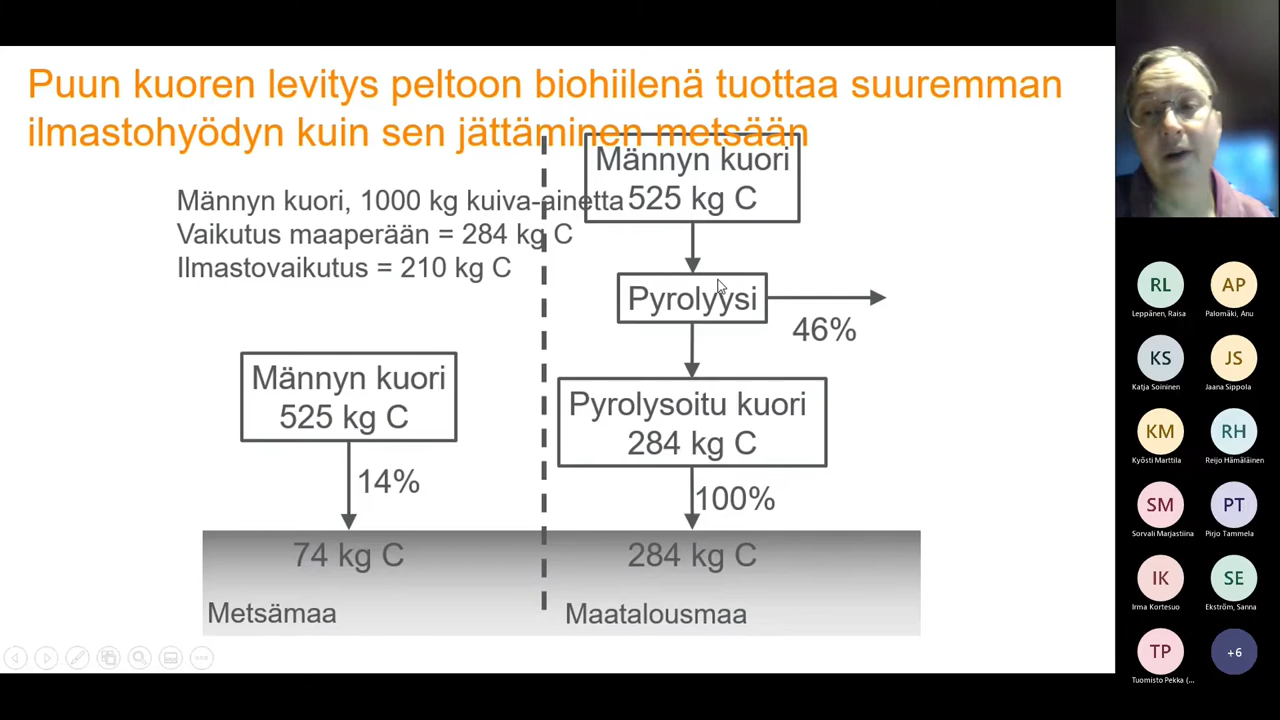 Puun kuoren levitys peltoon biohiilenä tuottaa suuremman
ilmastohyödyn kuin sen jättäminen metsään
Männyn kuori, 1000 kg kuiva-ainetta
Vaikutus maaperään = 284 kg C
Ilmastovaikutus = 210 kg C
Männyn kuori
525 kg C
14%
74 kg C
Metsämaa
Männyn kuori
525 kg C
Pyrolyysi
46%
Pyrolysoitu kuori
284 kg C
100%
284 kg C
Maatalousmaa
RL
Leppänen, Raisa
AP
Palomäki, Anu
KS
Katja Soininen
JS
Jaana Sippola
KM
Kyösti Marttila
RH
Reijo Hämäläinen
SM
Sorvali Marjastiina
PT
Pirjo Tammela
IK
Irma Kortesuo
SE
Ekström, Sanna
TP
Tuomisto Pekka (...
+6